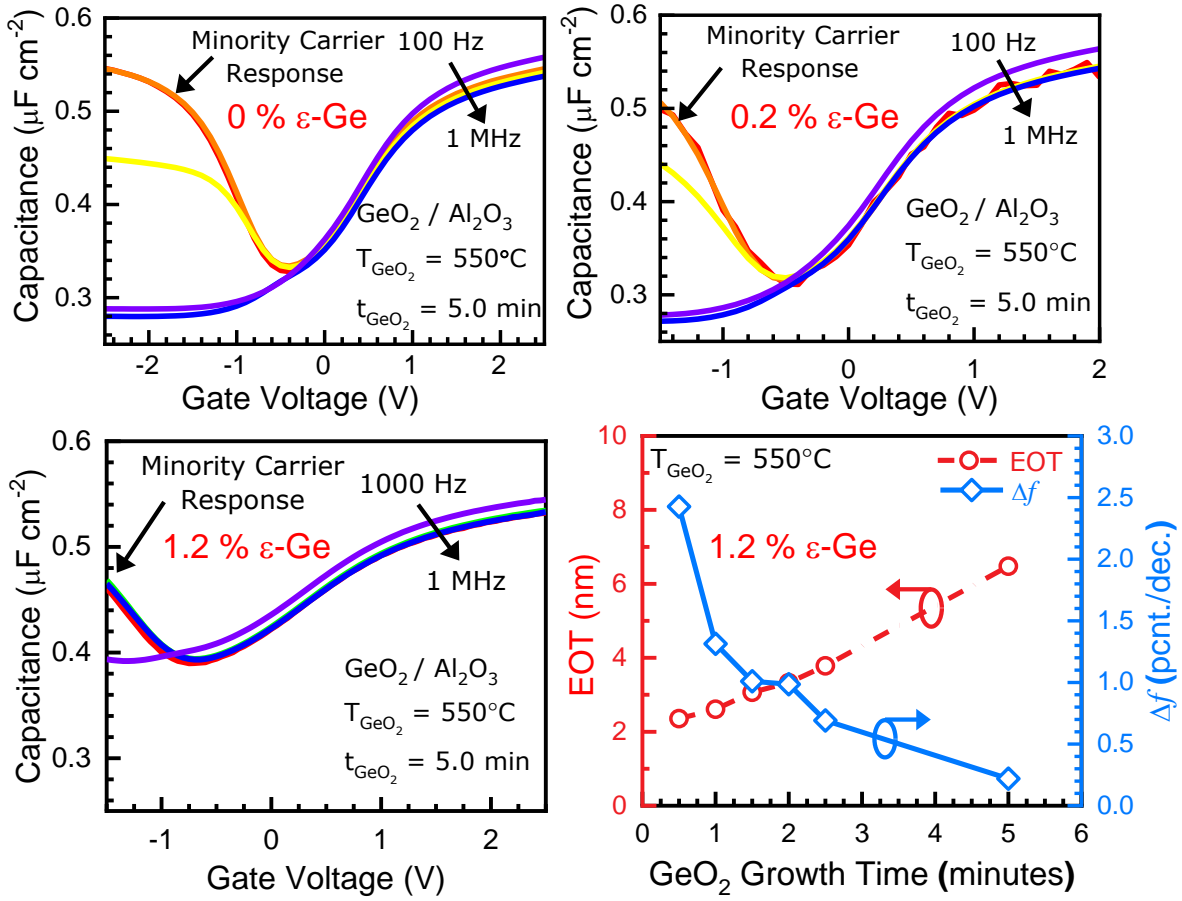 0.6
0.5
0.4
0.3
Capacitance (μF cm⁻²)
Minority Carrier
Response
100 Hz
0 % ε-Ge
1 MHz
GeO₂ / Al₂O₃
T_GeO₂ = 550°C
t_GeO₂ = 5.0 min
-2 -1 0 1 2
Gate Voltage (V)
0.6
0.5
0.4
0.3
Capacitance (μF cm⁻²)
Minority Carrier
Response
100 Hz
0.2 % ε-Ge
1 MHz
GeO₂ / Al₂O₃
T_GeO₂ = 550°C
t_GeO₂ = 5.0 min
-1 0 1 2
Gate Voltage (V)
0.6
0.5
0.4
0.3
Capacitance (μF cm⁻²)
Minority Carrier
Response
1000 Hz
1.2 % ε-Ge
1 MHz
GeO₂ / Al₂O₃
T_GeO₂ = 550°C
t_GeO₂ = 5.0 min
-1 0 1 2
Gate Voltage (V)
10
8
6
4
2
0
EOT (nm)
T_GeO₂ = 550°C
EOT
Δf
1.2 % ε-Ge
3.0
2.5
2.0
1.5
1.0
0.5
0.0
Δf (pcnt./dec.)
0 1 2 3 4 5 6
GeO₂ Growth Time (minutes)